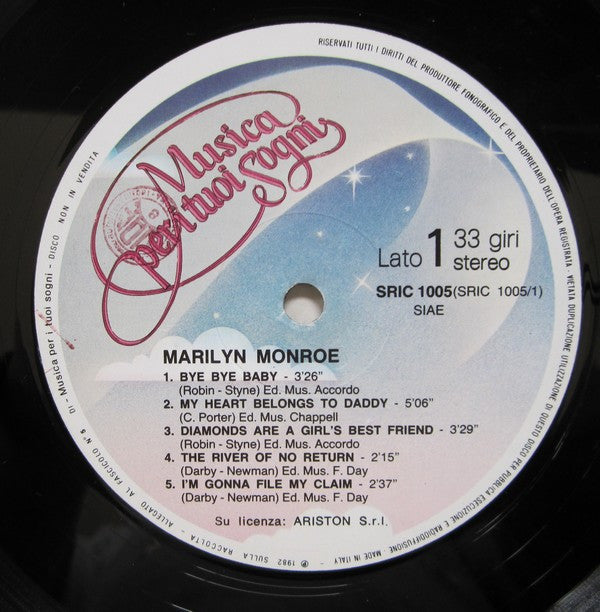 RISERVATI TUTTI I DIRITTI DEL PRODUTTORE FONOGRAFICO E DEL PROPRIETARIO DELL'OPERA REGISTRATA - VIETATA DUPLICAZIONE UTILIZZAZIONE DI QUESTO DISCO PER PUBBLICA ESECUZIONE E RADIODIFFUSIONE MADE IN ITALY
Musica
per i tuoi
sogni
Lato 1 33 giri
stereo
SRIC 1005(SRIC 1005/1)
SIAE
MARILYN MONROE
1. BYE BYE BABY - 3'26"
(Robin - Styne) Ed. Mus. Accordo
2. MY HEART BELONGS TO DADDY - 5'06"
(C. Porter) Ed. Mus. Chappell
3. DIAMONDS ARE A GIRL'S BEST FRIEND - 3'29"
(Robin - Styne) Ed. Mus. Accordo
4. THE RIVER OF NO RETURN - 2'15"
(Darby - Newman) Ed. Mus. F. Day
5. I'M GONNA FILE MY CLAIM - 2'37"
(Darby - Newman) Ed. Mus. F. Day
Su licenza: ARISTON S.r.l.
℗ 1982 SULLA RACCOLTA - ALLEGATO AL FASCICOLO N° 5 DI - Musica per i tuoi sogni - DISCO NON IN VENDITA